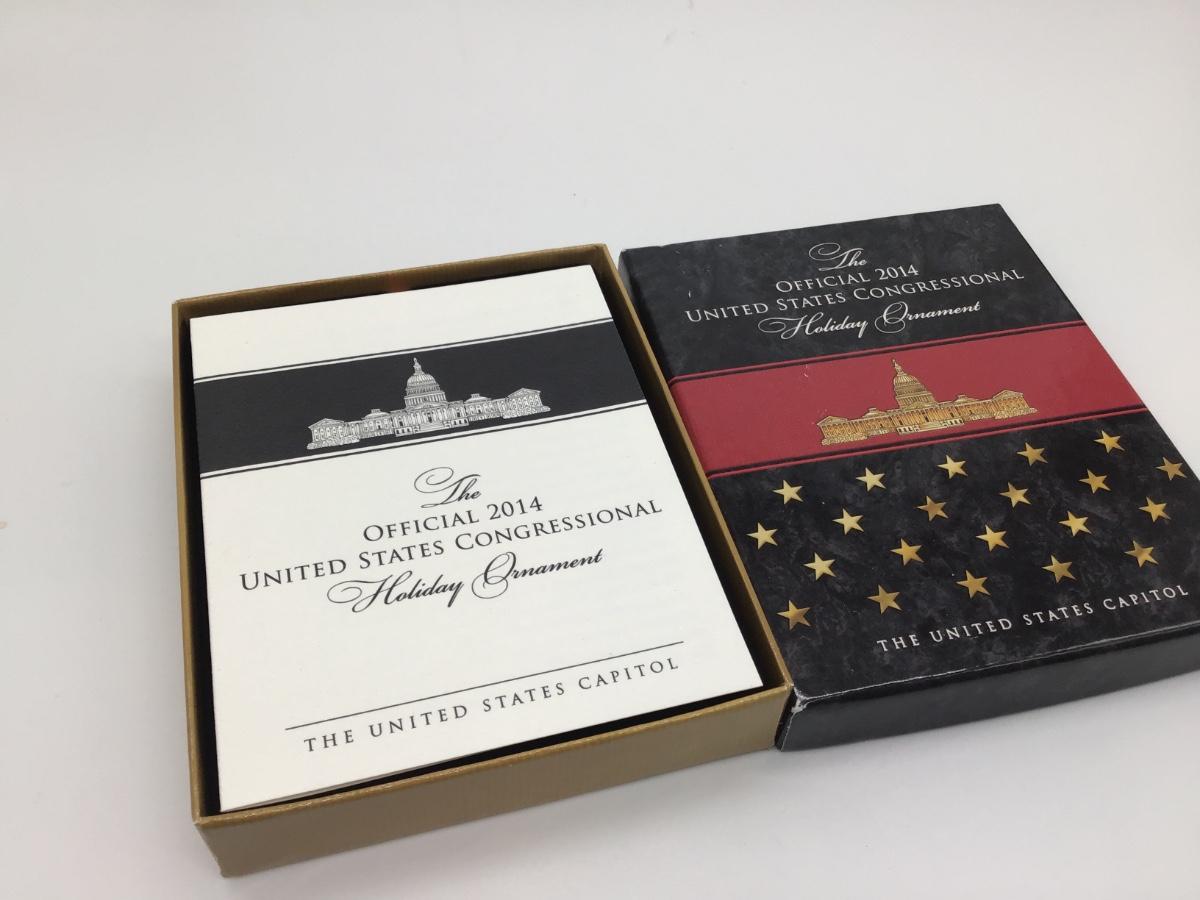 The
OFFICIAL 2014
UNITED STATES CONGRESSIONAL
Holiday Ornament
THE UNITED STATES CAPITOL
The
OFFICIAL 2014
UNITED STATES CONGRESSIONAL
Holiday Ornament
THE UNITED STATES CAPITOL